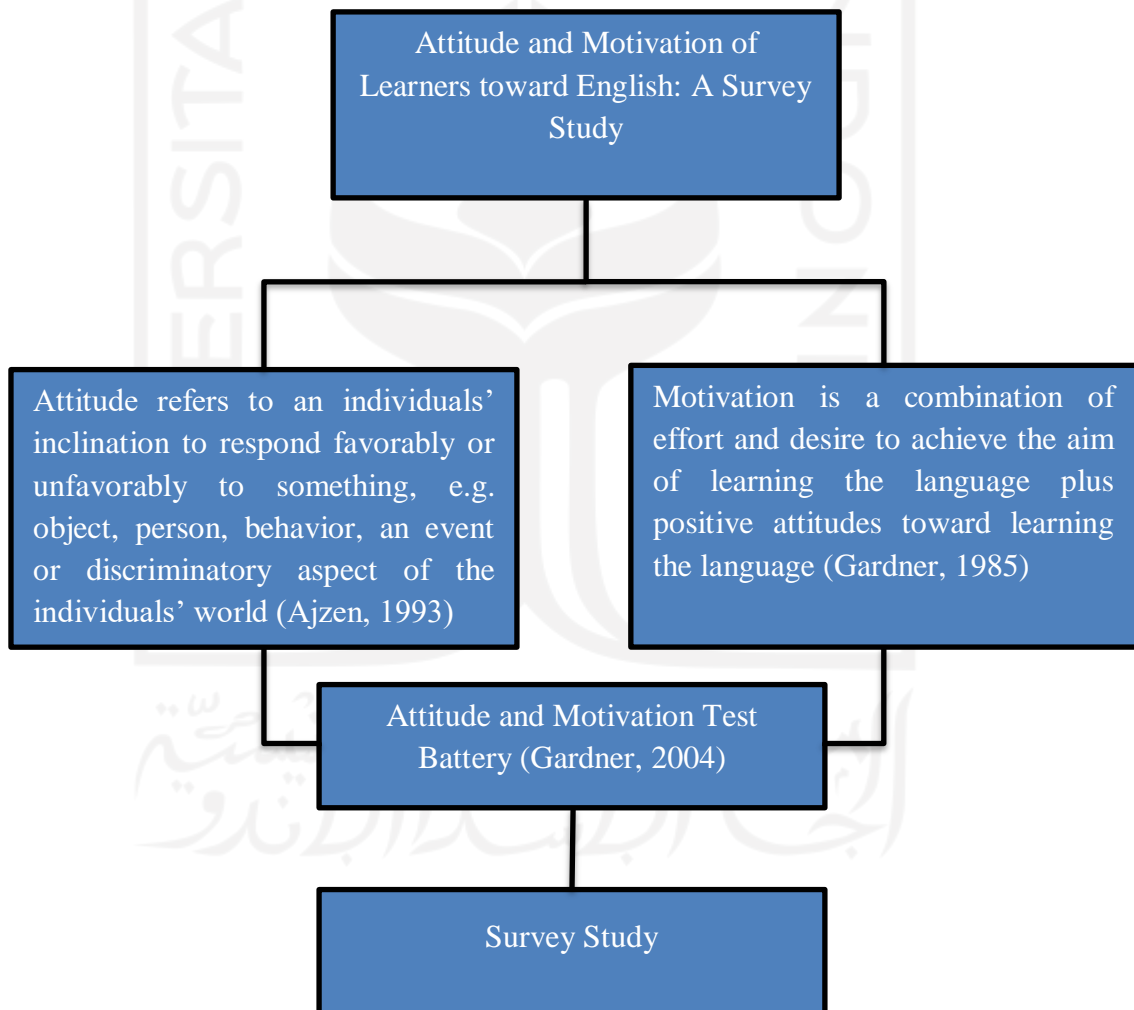 Attitude and Motivation of
Learners toward English: A Survey
Study
Attitude refers to an individuals’
inclination to respond favorably or
unfavorably to something, e.g.
object, person, behavior, an event
or discriminatory aspect of the
individuals’ world (Ajzen, 1993)
Motivation is a combination of
effort and desire to achieve the aim
of learning the language plus
positive attitudes toward learning
the language (Gardner, 1985)
Attitude and Motivation Test
Battery (Gardner, 2004)
Survey Study